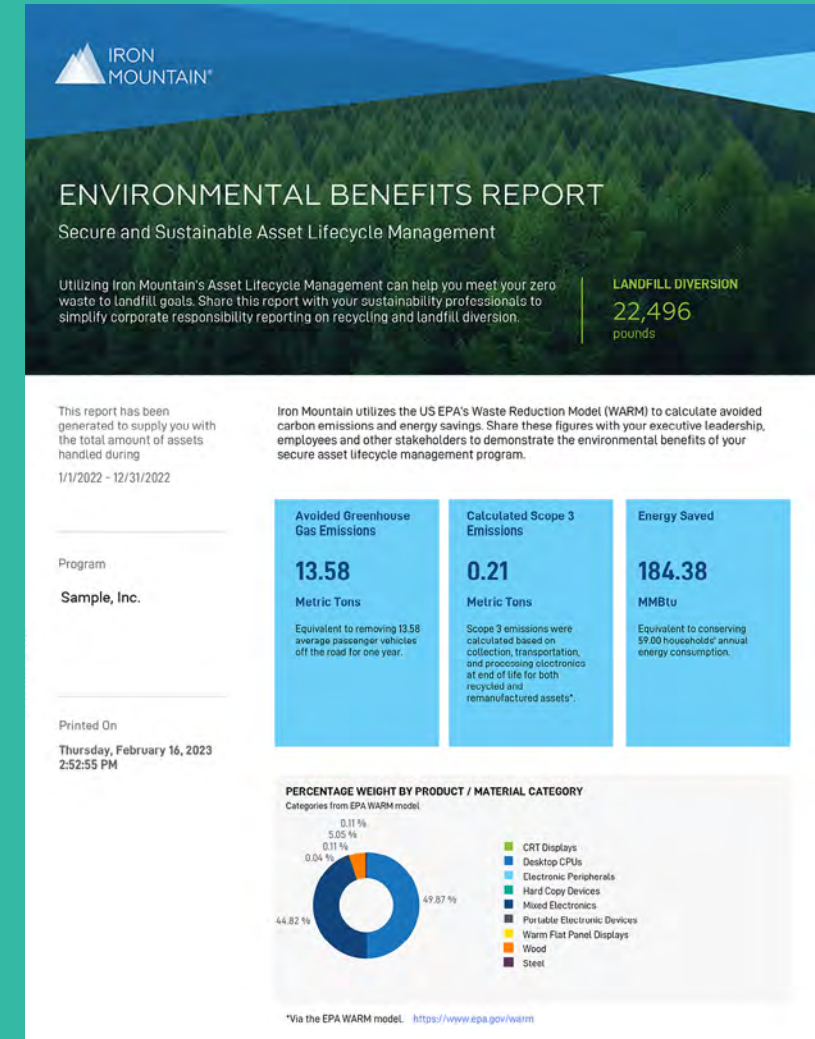 IRON
MOUNTAIN®
ENVIRONMENTAL BENEFITS REPORT
Secure and Sustainable Asset Lifecycle Management
Utilizing Iron Mountain's Asset Lifecycle Management can help you meet your zero
waste to landfill goals. Share this report with your sustainability professionals to
simplify corporate responsibility reporting on recycling and landfill diversion.
LANDFILL DIVERSION
22,496
pounds
This report has been
generated to supply you with
the total amount of assets
handled during
1/1/2022 - 12/31/2022
Program
Sample, Inc.
Printed On
Thursday, February 16, 2023
2:52:55 PM
Iron Mountain utilizes the US EPA's Waste Reduction Model (WARM) to calculate avoided
carbon emissions and energy savings. Share these figures with your executive leadership,
employees and other stakeholders to demonstrate the environmental benefits of your
secure asset lifecycle management program.
Avoided Greenhouse
Gas Emissions
13.58
Metric Tons
Equivalent to removing 13.58
average passenger vehicles
off the road for one year.
Calculated Scope 3
Emissions
0.21
Metric Tons
Scope 3 emissions were
calculated based on
collection, transportation,
and processing electronics
at end of life for both
recycled and
remanufactured assets*.
Energy Saved
184.38
MMBtu
Equivalent to conserving
59.00 households' annual
energy consumption.
PERCENTAGE WEIGHT BY PRODUCT / MATERIAL CATEGORY
Categories from EPA WARM model
0.11 %
5.05 %
0.11 %
0.04 %
49.87 %
44.82 %
CRT Displays
Desktop CPUs
Electronic Peripherals
Hard Copy Devices
Mixed Electronics
Portable Electronic Devices
Warm Flat Panel Displays
Wood
Steel
*Via the EPA WARM model. https://www.epa.gov/warm